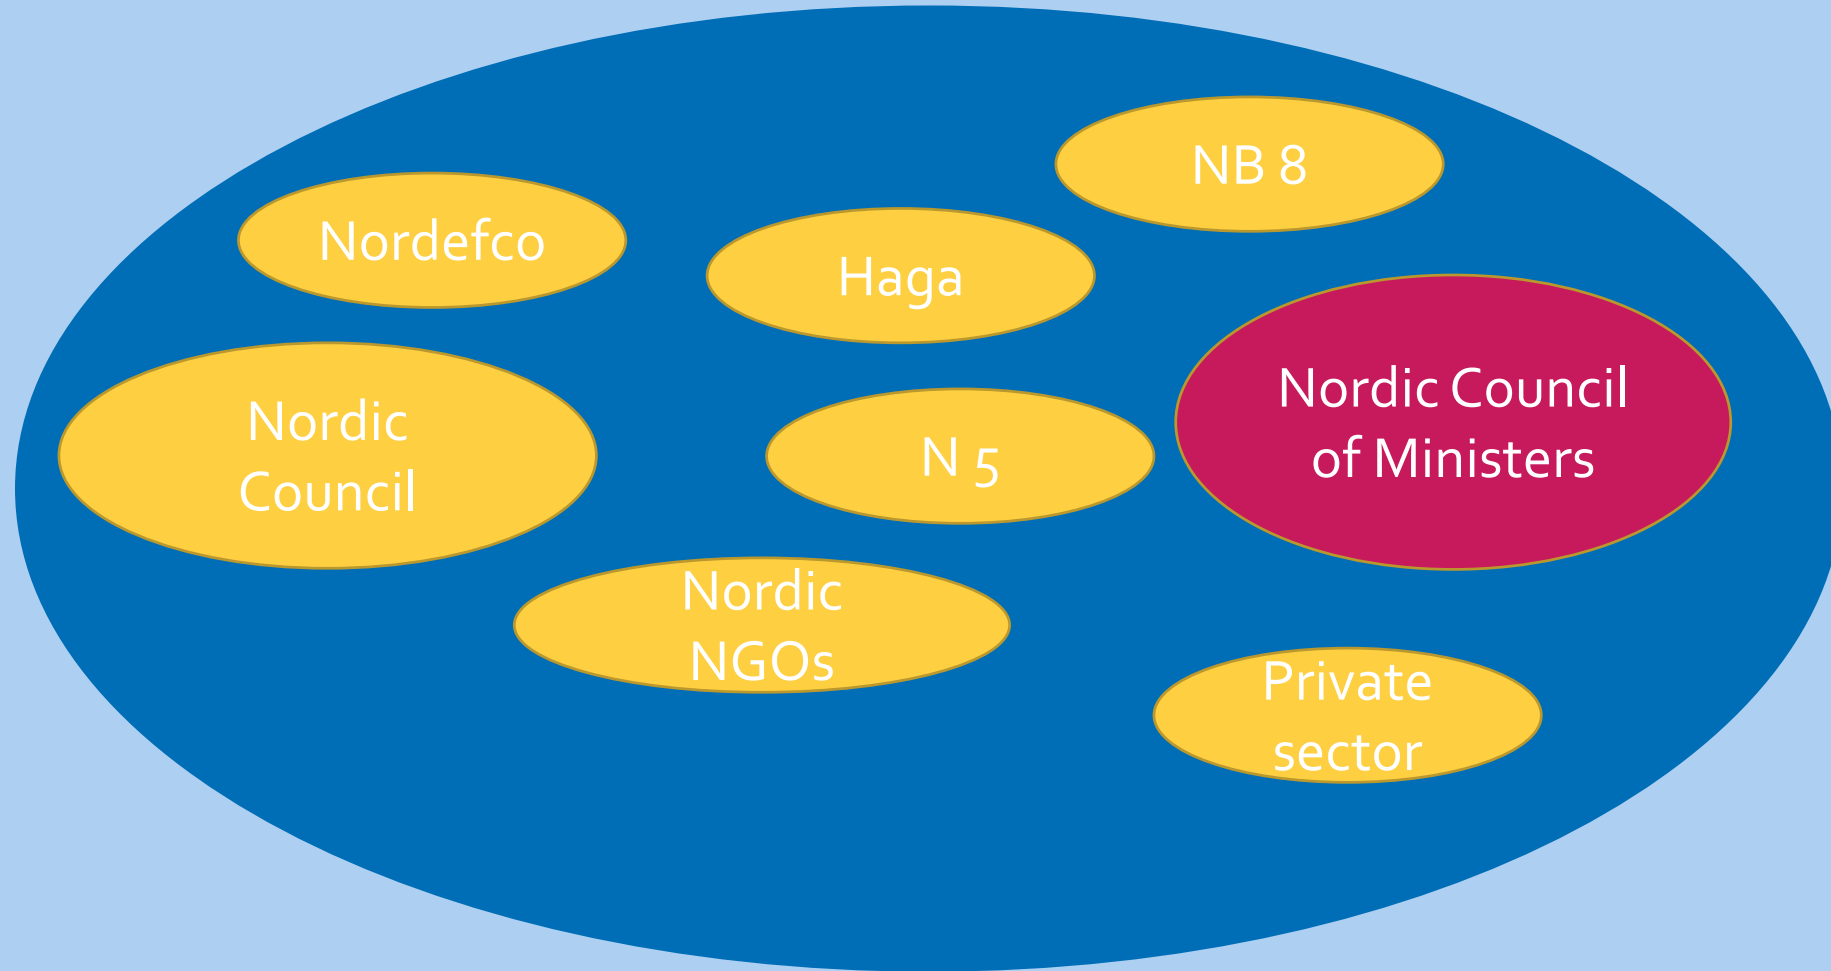 NB 8
Nordefco
Haga
Nordic Council
of Ministers
Nordic
Council
N 5
Nordic
NGOs
Private
sector